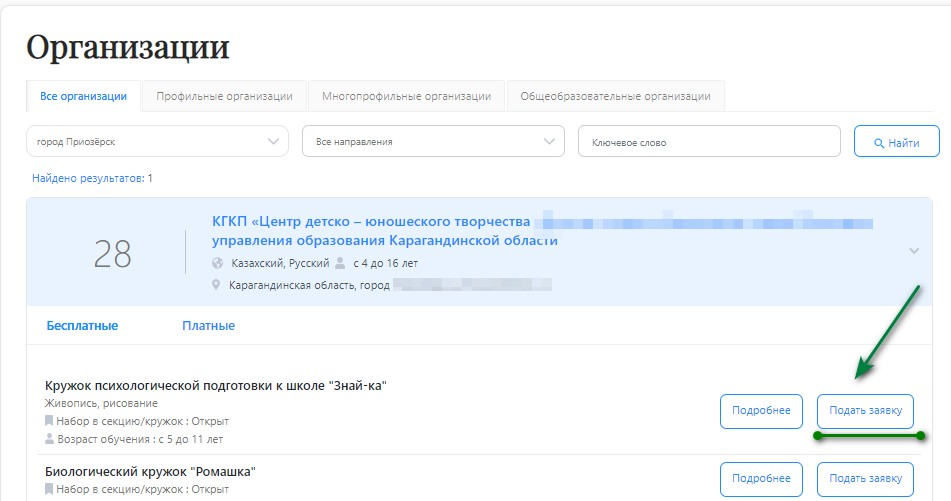 Организации
Все организации
Профильные организации
Многопрофильные организации
Общеобразовательные организации
город Приозёрск
Все направления
Ключевое слово
Найти
Найдено результатов: 1
28
КГКП «Центр детско – юношеского творчества
управления образования Карагандинской области
Казахский, Русский с 4 до 16 лет
Карагандинская область, город
Бесплатные
Платные
Кружок психологической подготовки к школе "Знай-ка"
Живопись, рисование
Набор в секцию/кружок : Открыт
Возраст обучения : с 5 до 11 лет
Подробнее
Подать заявку
Биологический кружок "Ромашка"
Набор в секцию/кружок : Открыт
Подробнее
Подать заявку